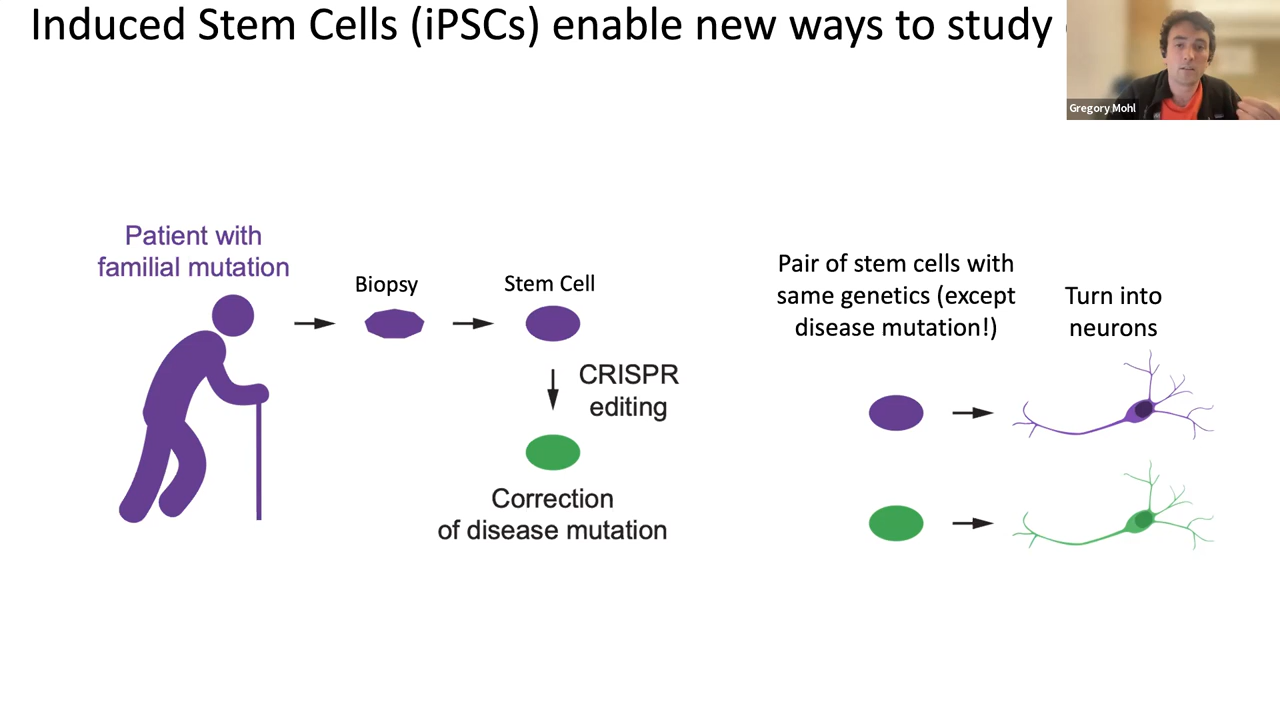 Induced Stem Cells (iPSCs) enable new ways to study
Gregory Mohl
Patient with
familial mutation
Biopsy
Stem Cell
CRISPR
editing
Correction
of disease mutation
Pair of stem cells with
same genetics (except
disease mutation!)
Turn into
neurons